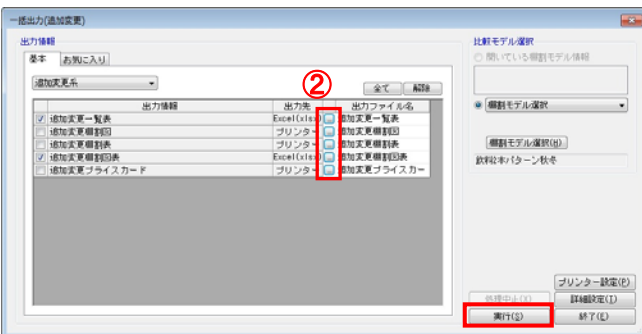 一括出力(追加変更)
出力情報
基本 お気に入り
追加変更系
②
全て 解除
出力情報 出力先 出力ファイル名
追加変更一覧表 Excel(xlsx) 追加変更一覧表
追加変更棚割図 プリンター 追加変更棚割図
追加変更棚割表 プリンター 追加変更棚割表
追加変更棚割図表 Excel(xlsx) 追加変更棚割図表
追加変更プライスカード プリンター 追加変更プライスカー
比較モデル選択
開いている棚割モデル情報
棚割モデル選択
棚割モデル選択(H)
飲料2本パターン秋冬
プリンター設定(P)
処理中止(X) 詳細設定(T)
実行(S) 終了(E)